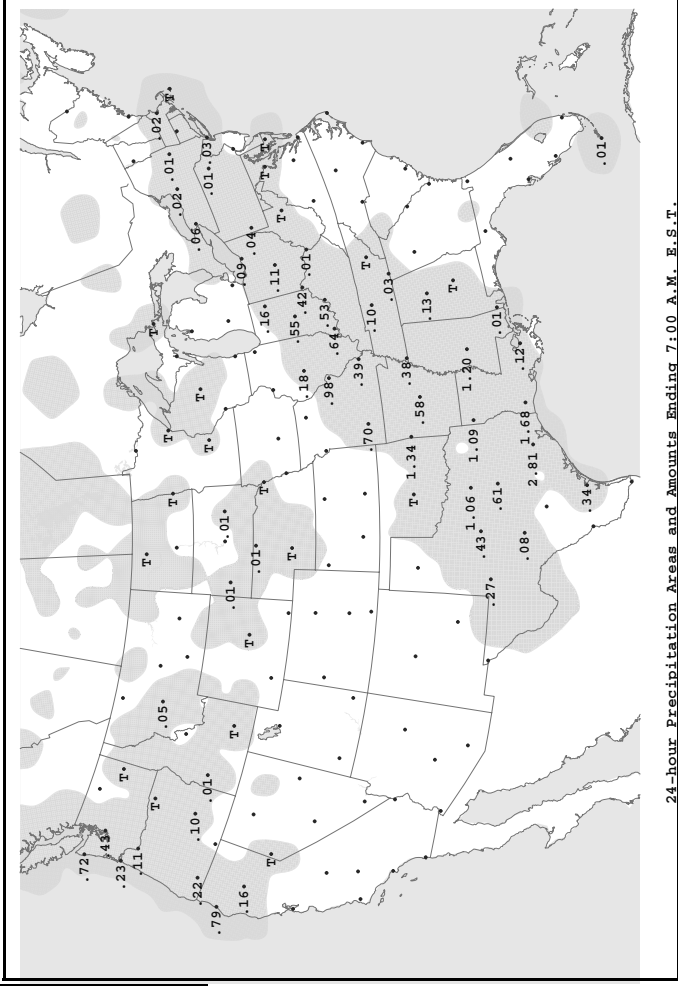 .72
.43
.23
T
.11
T
T
T
.02
.05
T
.01
T
T
.02
.10
.06
.22
T
.01
.03
.01
T
.79
.01
.01
T
.09
.16
T
.04
.01
T
.16
T
T
T
.11
T
T
.55
.42
.18
.01
.53
.98
.64
.39
T
.70
.10
.03
.38
1.34
T
.58
.13
T
1.20
1.06
1.09
.43
.27
.61
.01
.12
.08
1.68
2.81
.34
.01
24-hour Precipitation Areas and Amounts Ending 7:00 A.M. E.S.T.